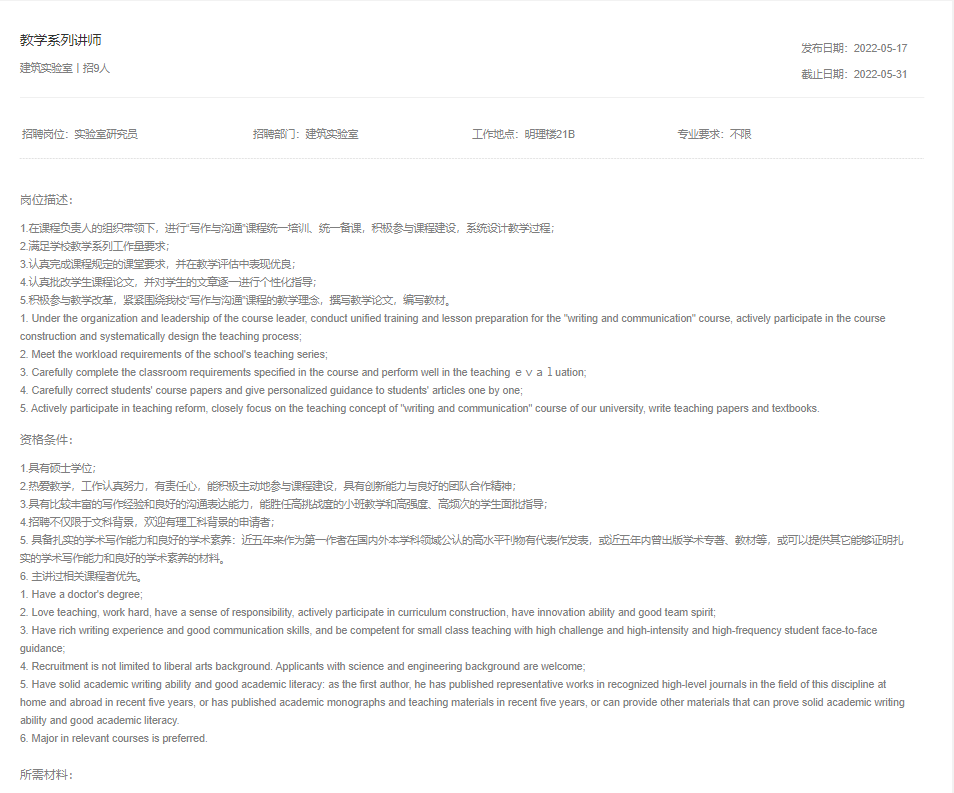 教学系列讲师
建筑实验室 | 招9人
发布日期：2022-05-17
截止日期：2022-05-31
招聘岗位：实验室研究员
招聘部门：建筑实验室
工作地点：明理楼21B
专业要求：不限
岗位描述：
1.在课程负责人的组织带领下，进行“写作与沟通”课程统一培训、统一备课，积极参与课程建设，系统设计教学过程；
2.满足学校教学系列工作量要求；
3.认真完成课程规定的课堂要求，并在教学评估中表现优良；
4.认真批改学生课程论文，并对学生的文章逐一进行个性化指导；
5.积极参与教学改革，紧紧围绕我校“写作与沟通”课程的教学理念，撰写教学论文，编写教材。
1. Under the organization and leadership of the course leader, conduct unified training and lesson preparation for the "writing and communication" course, actively participate in the course
construction and systematically design the teaching process;
2. Meet the workload requirements of the school's teaching series;
3. Carefully complete the classroom requirements specified in the course and perform well in the teaching ｅｖａｌuation;
4. Carefully correct students' course papers and give personalized guidance to students' articles one by one;
5. Actively participate in teaching reform, closely focus on the teaching concept of "writing and communication" course of our university, write teaching papers and textbooks.
资格条件：
1.具有硕士学位；
2.热爱教学，工作认真努力，有责任心，能积极主动地参与课程建设，具有创新能力与良好的团队合作精神；
3.具有比较丰富的写作经验和良好的沟通表达能力，能胜任高挑战度的小班教学和高强度、高频次的学生面批指导；
4.招聘不仅限于文科背景，欢迎有理工科背景的申请者；
5. 具备扎实的学术写作能力和良好的学术素养：近五年来作为第一作者在国内外本学科领域公认的高水平刊物有代表作发表，或近五年内曾出版学术专著、教材等，或可以提供其它能够证明扎
实的学术写作能力和良好的学术素养的材料。
6. 主讲过相关课程者优先。
1. Have a doctor's degree;
2. Love teaching, work hard, have a sense of responsibility, actively participate in curriculum construction, have innovation ability and good team spirit;
3. Have rich writing experience and good communication skills, and be competent for small class teaching with high challenge and high-intensity and high-frequency student face-to-face
guidance;
4. Recruitment is not limited to liberal arts background. Applicants with science and engineering background are welcome;
5. Have solid academic writing ability and good academic literacy: as the first author, he has published representative works in recognized high-level journals in the field of this discipline at
home and abroad in recent five years, or has published academic monographs and teaching materials in recent five years, or can provide other materials that can prove solid academic writing
ability and good academic literacy.
6. Major in relevant courses is preferred.
所需材料：